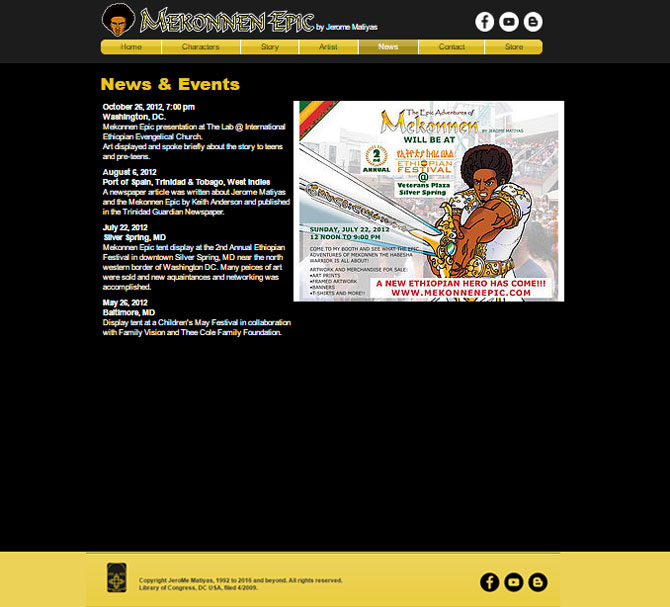 MEKONNEN EPIC by Jerome Matiyas
Home Characters Story Artist News Contact Store
News & Events
October 26, 2012, 7:00 pm
Washington, DC.
Mekonnen Epic presentation at The Lab @ International
Ethiopian Evengelical Church.
Art displayed and spoke briefly about the story to teens
and pre-teens.
August 6, 2012
Port of Spain, Trinidad & Tobago, West Indies
A newspaper article was written about Jerome Matiyas
and the Mekonnen Epic by Keith Anderson and published
in the Trinidad Guardian Newspaper.
July 22, 2012
Silver Spring, MD
Mekonnen Epic tent display at the 2nd Annual Ethiopian
Festival in downtown Silver Spring, MD near the north
western border of Washington DC. Many peices of art
were sold and new aquaintances and networking was
accomplished.
May 26, 2012
Baltimore, MD
Display tent at a Children's May Festival in collaboration
with Family Vision and Thee Cole Family Foundation.
The Epic Adventures of
Mekonnen
BY JEROME MATIYAS
WILL BE AT
2nd
ANNUAL
ETHIOPIAN
FESTIVAL
@
Veterans Plaza
Silver Spring
SUNDAY, JULY 22, 2012
12 NOON TO 9:00 PM
COME TO MY BOOTH AND SEE WHAT THE EPIC
ADVENTURES OF MEKONNEN THE HABESHA
WARRIOR IS ALL ABOUT!
ARTWORK AND MERCHANDISE FOR SALE:
•ART PRINTS
•FRAMED ARTWORK
•BANNERS
•T-SHIRTS AND MORE!!
A NEW ETHIOPIAN HERO HAS COME!!!
WWW.MEKONNENEPIC.COM
Copyright JeroMe Matiyas, 1992 to 2016 and beyond. All rights reserved.
Library of Congress, DC USA, filed 4/2009.